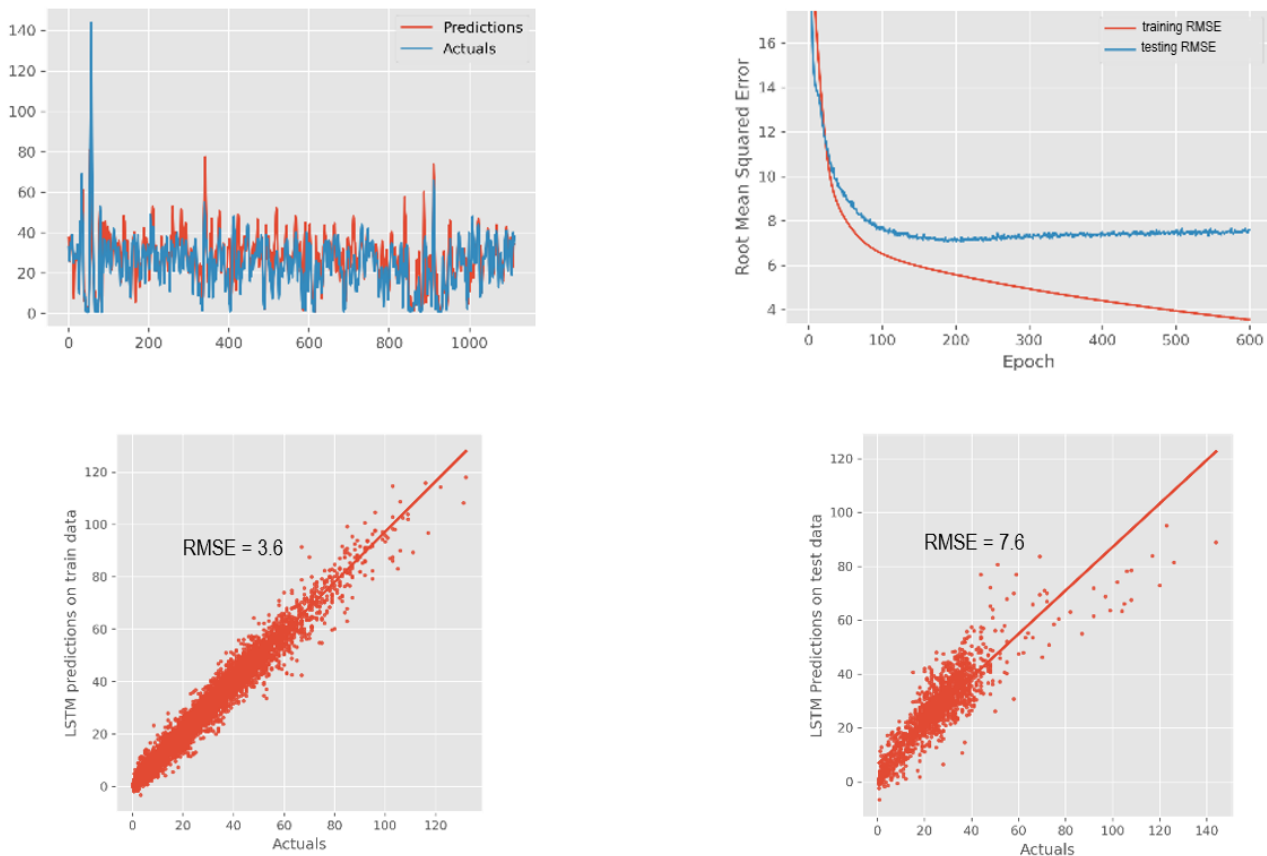 Predictions
Actuals
140
120
100
80
60
40
20
0
0 200 400 600 800 1000
training RMSE
testing RMSE
Root Mean Squared Error
16
14
12
10
8
6
4
0 100 200 300 400 500 600
Epoch
LSTM predictions on train data
120
100
80
60
40
20
0
RMSE = 3.6
0 20 40 60 80 100 120
Actuals
LSTM Predictions on test data
120
100
80
60
40
20
0
RMSE = 7.6
0 20 40 60 80 100 120 140
Actuals